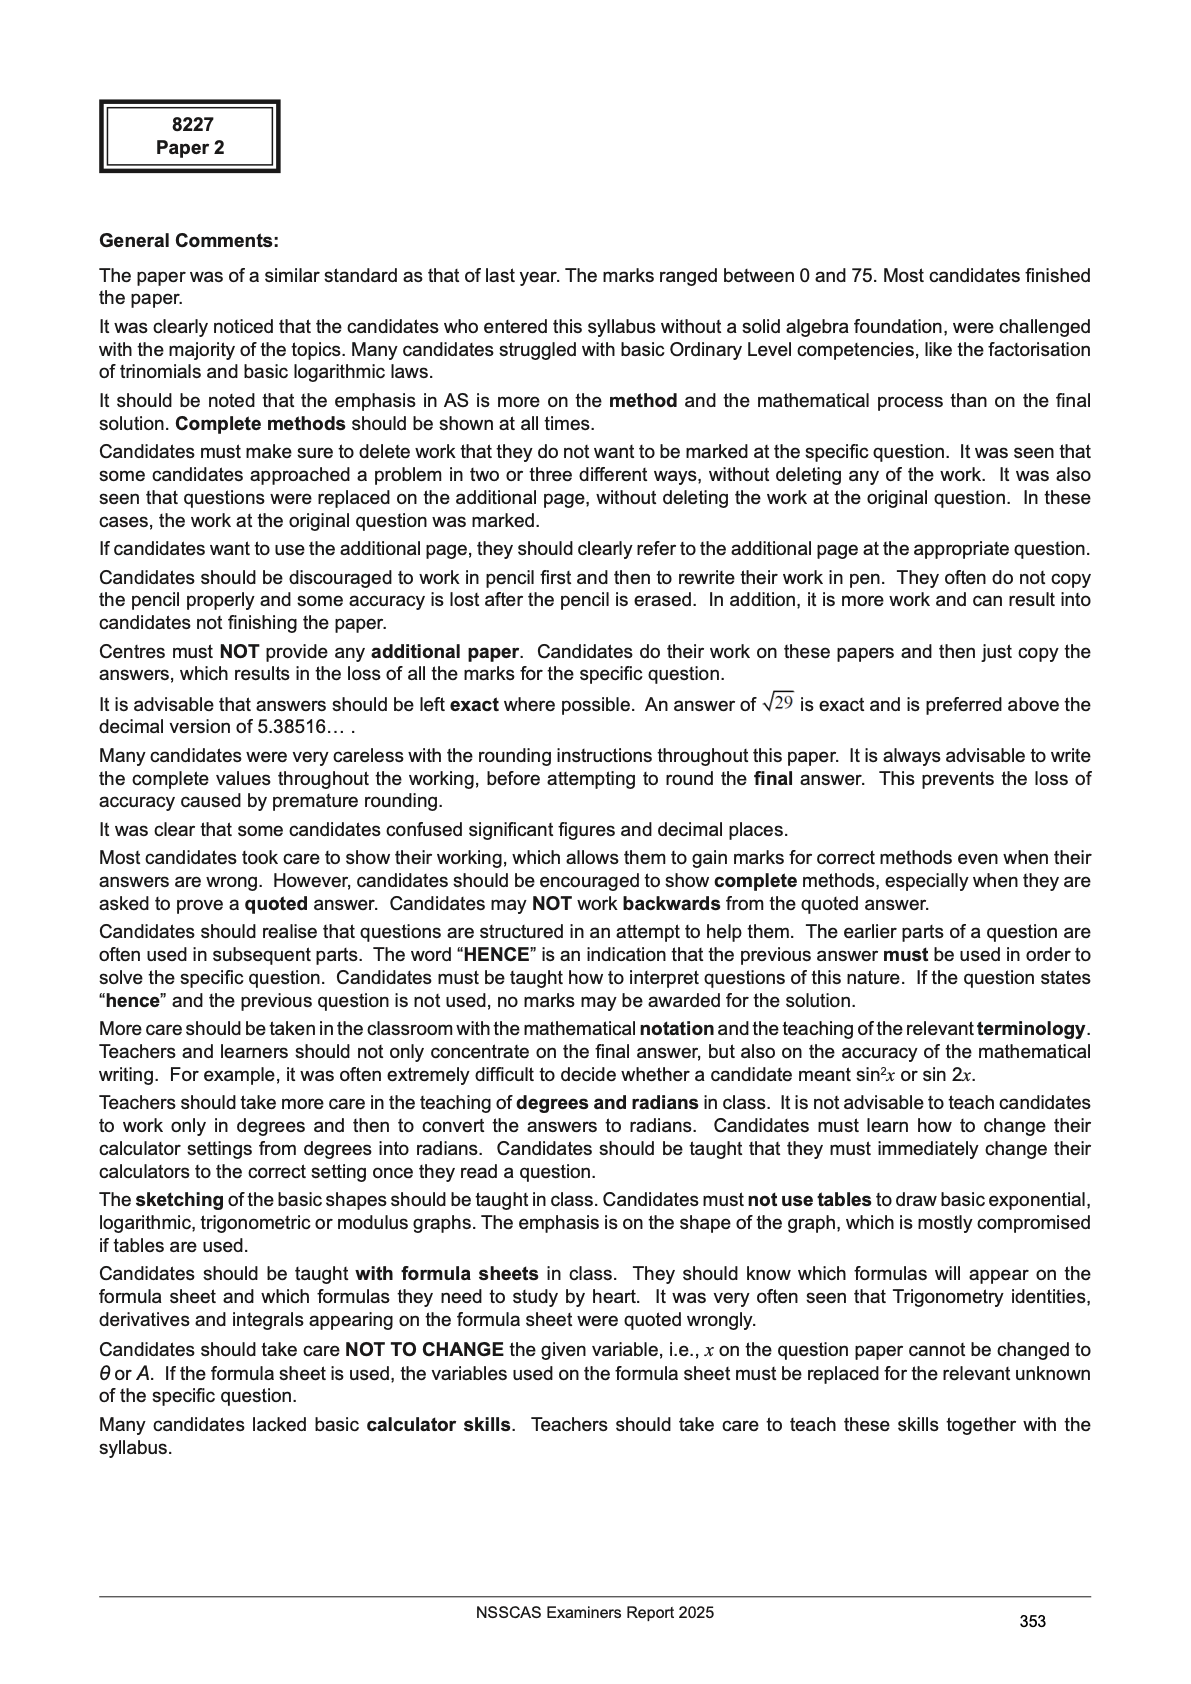 8227
Paper 2
General Comments:
The paper was of a similar standard as that of last year. The marks ranged between 0 and 75. Most candidates finished
the paper.
It was clearly noticed that the candidates who entered this syllabus without a solid algebra foundation, were challenged
with the majority of the topics. Many candidates struggled with basic Ordinary Level competencies, like the factorisation
of trinomials and basic logarithmic laws.
It should be noted that the emphasis in AS is more on the method and the mathematical process than on the final
solution. Complete methods should be shown at all times.
Candidates must make sure to delete work that they do not want to be marked at the specific question. It was seen that
some candidates approached a problem in two or three different ways, without deleting any of the work. It was also
seen that questions were replaced on the additional page, without deleting the work at the original question. In these
cases, the work at the original question was marked.
If candidates want to use the additional page, they should clearly refer to the additional page at the appropriate question.
Candidates should be discouraged to work in pencil first and then to rewrite their work in pen. They often do not copy
the pencil properly and some accuracy is lost after the pencil is erased. In addition, it is more work and can result into
candidates not finishing the paper.
Centres must NOT provide any additional paper. Candidates do their work on these papers and then just copy the
answers, which results in the loss of all the marks for the specific question.
It is advisable that answers should be left exact where possible. An answer of √29 is exact and is preferred above the
decimal version of 5.38516… .
Many candidates were very careless with the rounding instructions throughout this paper. It is always advisable to write
the complete values throughout the working, before attempting to round the final answer. This prevents the loss of
accuracy caused by premature rounding.
It was clear that some candidates confused significant figures and decimal places.
Most candidates took care to show their working, which allows them to gain marks for correct methods even when their
answers are wrong. However, candidates should be encouraged to show complete methods, especially when they are
asked to prove a quoted answer. Candidates may NOT work backwards from the quoted answer.
Candidates should realise that questions are structured in an attempt to help them. The earlier parts of a question are
often used in subsequent parts. The word “HENCE” is an indication that the previous answer must be used in order to
solve the specific question. Candidates must be taught how to interpret questions of this nature. If the question states
“hence” and the previous question is not used, no marks may be awarded for the solution.
More care should be taken in the classroom with the mathematical notation and the teaching of the relevant terminology.
Teachers and learners should not only concentrate on the final answer, but also on the accuracy of the mathematical
writing. For example, it was often extremely difficult to decide whether a candidate meant sin²x or sin 2x.
Teachers should take more care in the teaching of degrees and radians in class. It is not advisable to teach candidates
to work only in degrees and then to convert the answers to radians. Candidates must learn how to change their
calculator settings from degrees into radians. Candidates should be taught that they must immediately change their
calculators to the correct setting once they read a question.
The sketching of the basic shapes should be taught in class. Candidates must not use tables to draw basic exponential,
logarithmic, trigonometric or modulus graphs. The emphasis is on the shape of the graph, which is mostly compromised
if tables are used.
Candidates should be taught with formula sheets in class. They should know which formulas will appear on the
formula sheet and which formulas they need to study by heart. It was very often seen that Trigonometry identities,
derivatives and integrals appearing on the formula sheet were quoted wrongly.
Candidates should take care NOT TO CHANGE the given variable, i.e., x on the question paper cannot be changed to
θ or A. If the formula sheet is used, the variables used on the formula sheet must be replaced for the relevant unknown
of the specific question.
Many candidates lacked basic calculator skills. Teachers should take care to teach these skills together with the
syllabus.
NSSCAS Examiners Report 2025
353